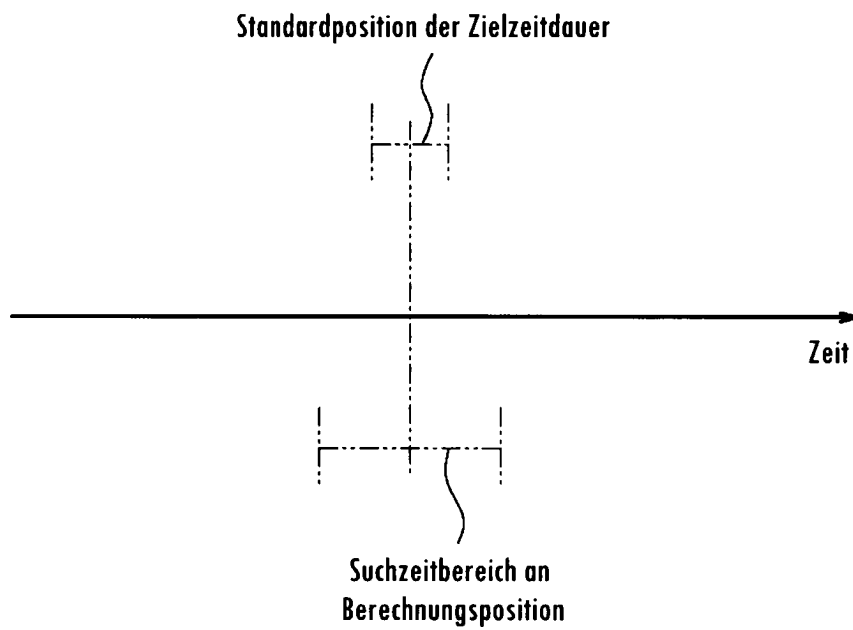 Standardposition der Zielzeitdauer
Zeit
Suchzeitbereich an
Berechnungsposition